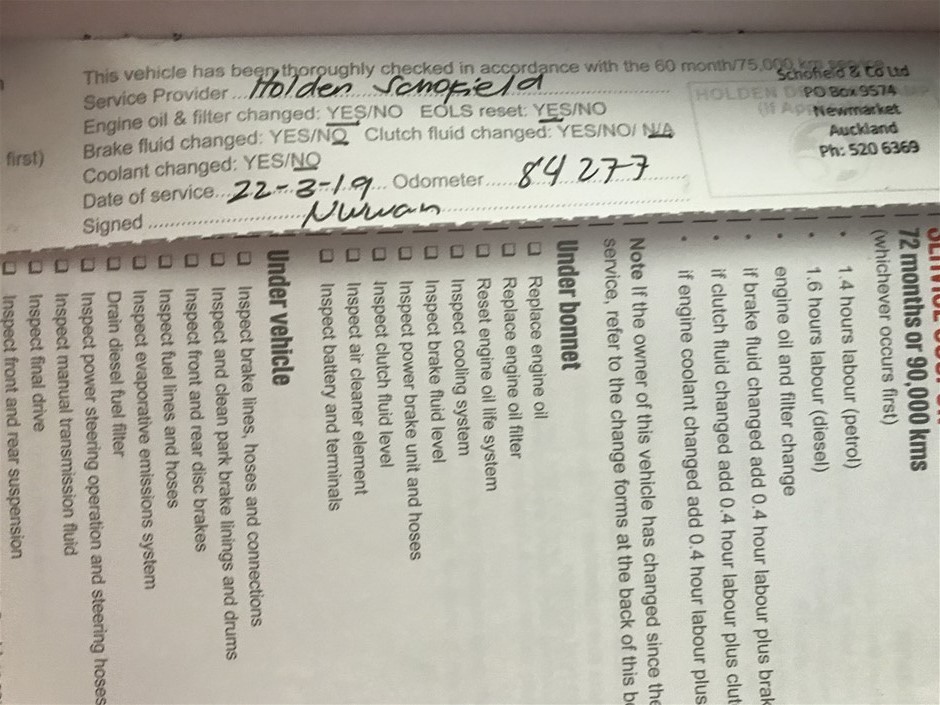 This vehicle has been thoroughly checked in accordance with the 60 month/75,000 kms
Service Provider ... Holden Schofield
Engine oil & filter changed: YES/NO EOLS reset: YES/NO
Brake fluid changed: YES/NO Clutch fluid changed: YES/NO/ N/A
Coolant changed: YES/NO
Date of service... 22-3-19 ... Odometer ...... 84277
Signed
HOLDEN
(If
Schofield & Co Ltd
PO Box 9574
Newmarket
Auckland
Ph: 520 6369
first)
72 months or 90,000 kms
(whichever occurs first)
• 1.4 hours labour (petrol)
• 1.6 hours labour (diesel)
• engine oil and filter change
• if brake fluid changed add 0.4 hour labour plus brak
• if clutch fluid changed add 0.4 hour labour plus clut
• if engine coolant changed add 0.4 hour labour plus
Note If the owner of this vehicle has changed since the
service, refer to the change forms at the back of this b
Under bonnet
☐ Replace engine oil
☐ Replace engine oil filter
☐ Reset engine oil life system
☐ Inspect cooling system
☐ Inspect brake fluid level
☐ Inspect power brake unit and hoses
☐ Inspect clutch fluid level
☐ Inspect air cleaner element
☐ Inspect battery and terminals
Under vehicle
☐ Inspect brake lines, hoses and connections
☐ Inspect and clean park brake linings and drums
☐ Inspect front and rear disc brakes
☐ Inspect fuel lines and hoses
☐ Inspect evaporative emissions system
☐ Drain diesel fuel filter
☐ Inspect power steering operation and steering hoses
☐ Inspect manual transmission fluid
☐ Inspect final drive
☐ Inspect front and rear suspension